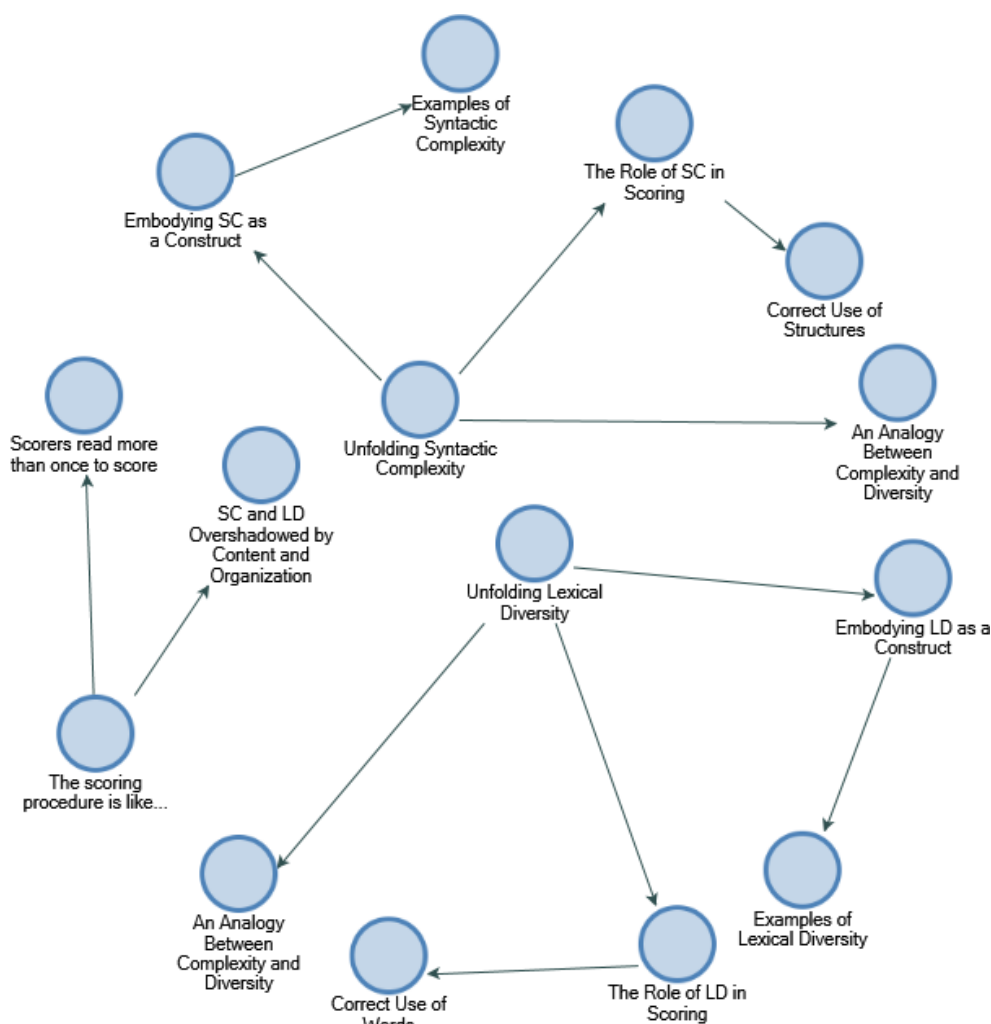 Examples of
Syntactic
Complexity
The Role of SC in
Scoring
Embodying SC as
a Construct
Correct Use of
Structures
Unfolding Syntactic
Complexity
An Analogy
Between
Complexity and
Diversity
Scorers read more
than once to score
SC and LD
Overshadowed by
Content and
Organization
Unfolding Lexical
Diversity
Embodying LD as a
Construct
The scoring
procedure is like...
An Analogy
Between
Complexity and
Diversity
Examples of
Lexical Diversity
The Role of LD in
Scoring
Correct Use of
Words